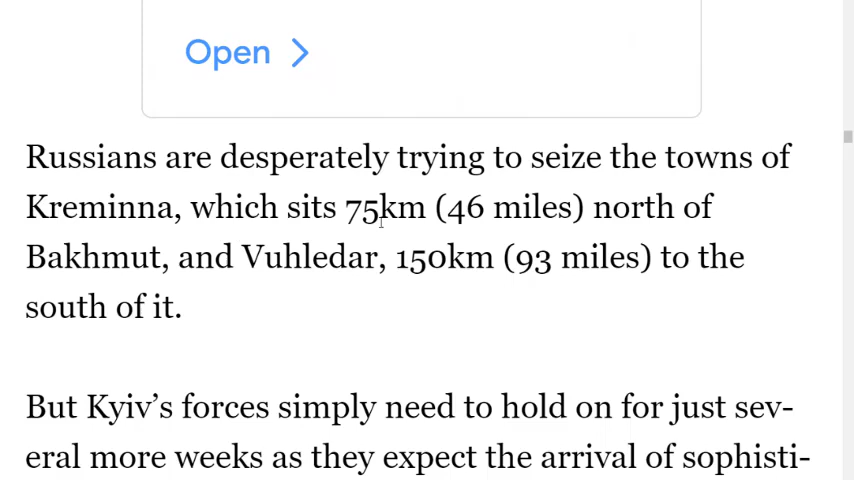 Open
Russians are desperately trying to seize the towns of
Kreminna, which sits 75km (46 miles) north of
Bakhmut, and Vuhledar, 150km (93 miles) to the
south of it.
But Kyiv’s forces simply need to hold on for just sev-
eral more weeks as they expect the arrival of sophisti-